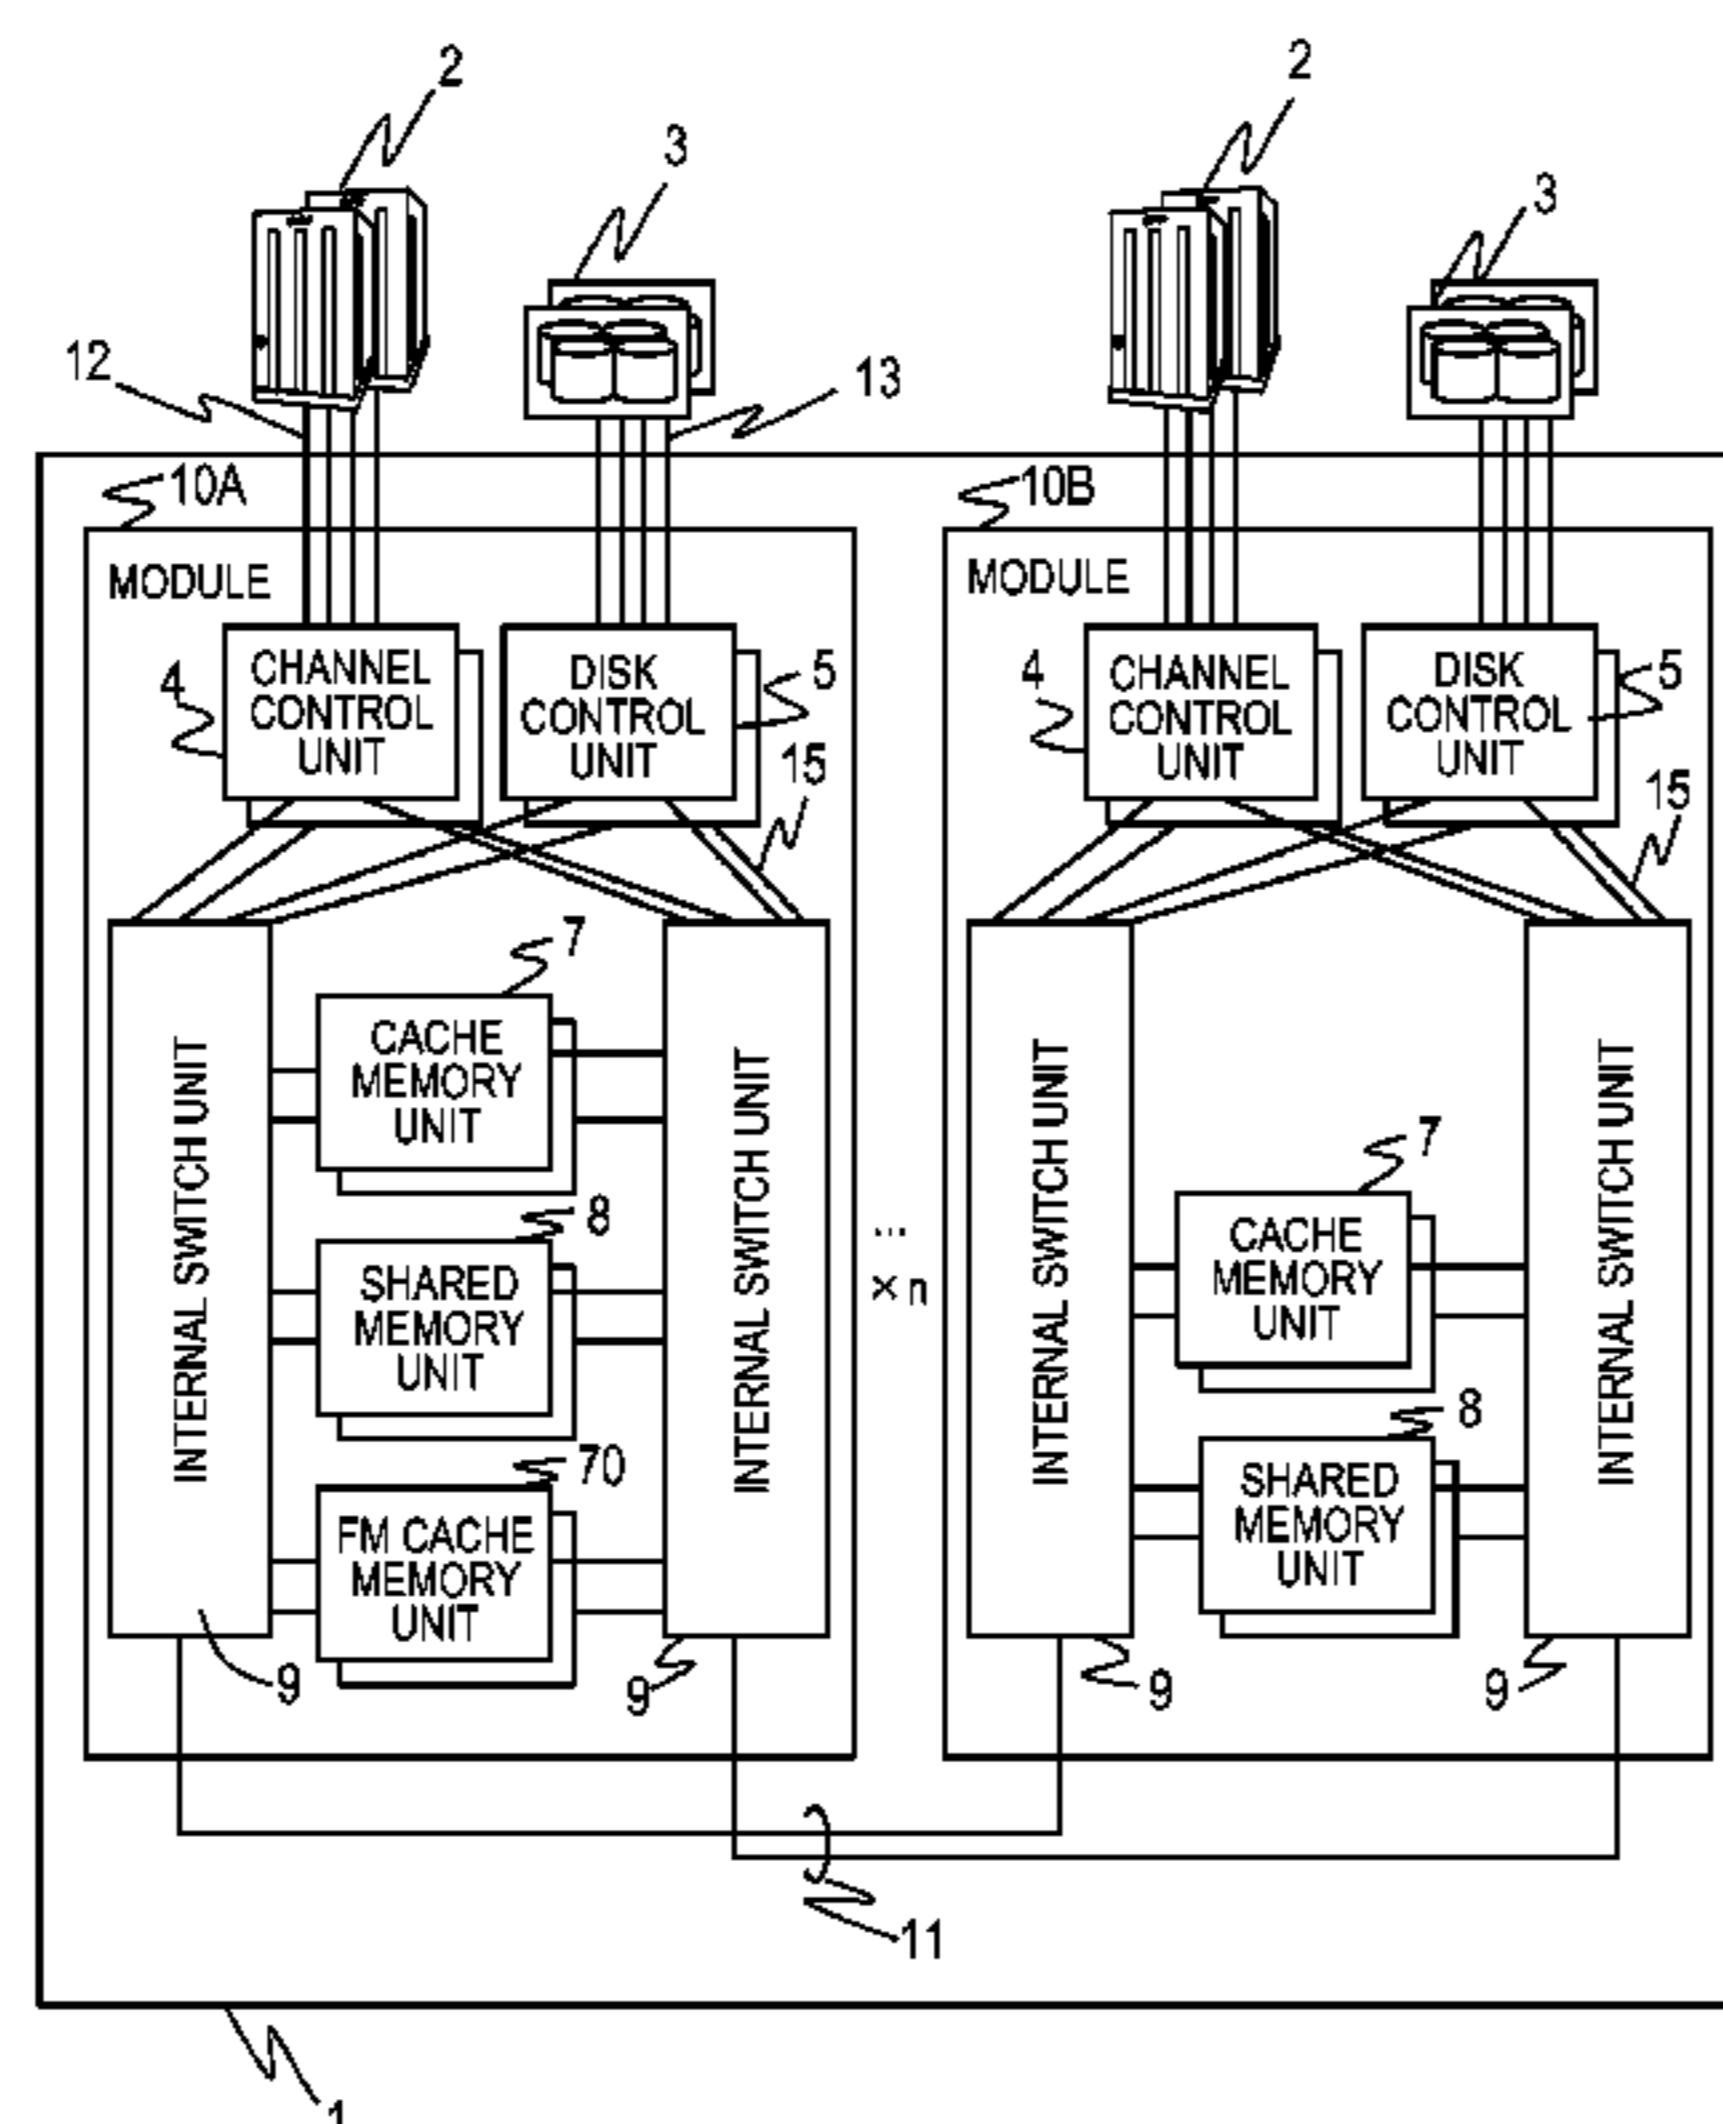 2
2
3
3
12
13
10A
10B
MODULE
MODULE
4
CHANNEL
CONTROL
UNIT
DISK
CONTROL
UNIT
5
15
4
CHANNEL
CONTROL
UNIT
DISK
CONTROL
UNIT
5
15
INTERNAL SWITCH UNIT
7
CACHE
MEMORY
UNIT
8
SHARED
MEMORY
UNIT
70
FM CACHE
MEMORY
UNIT
INTERNAL SWITCH UNIT
9
9
...
× n
INTERNAL SWITCH UNIT
7
CACHE
MEMORY
UNIT
8
SHARED
MEMORY
UNIT
INTERNAL SWITCH UNIT
9
9
11
1